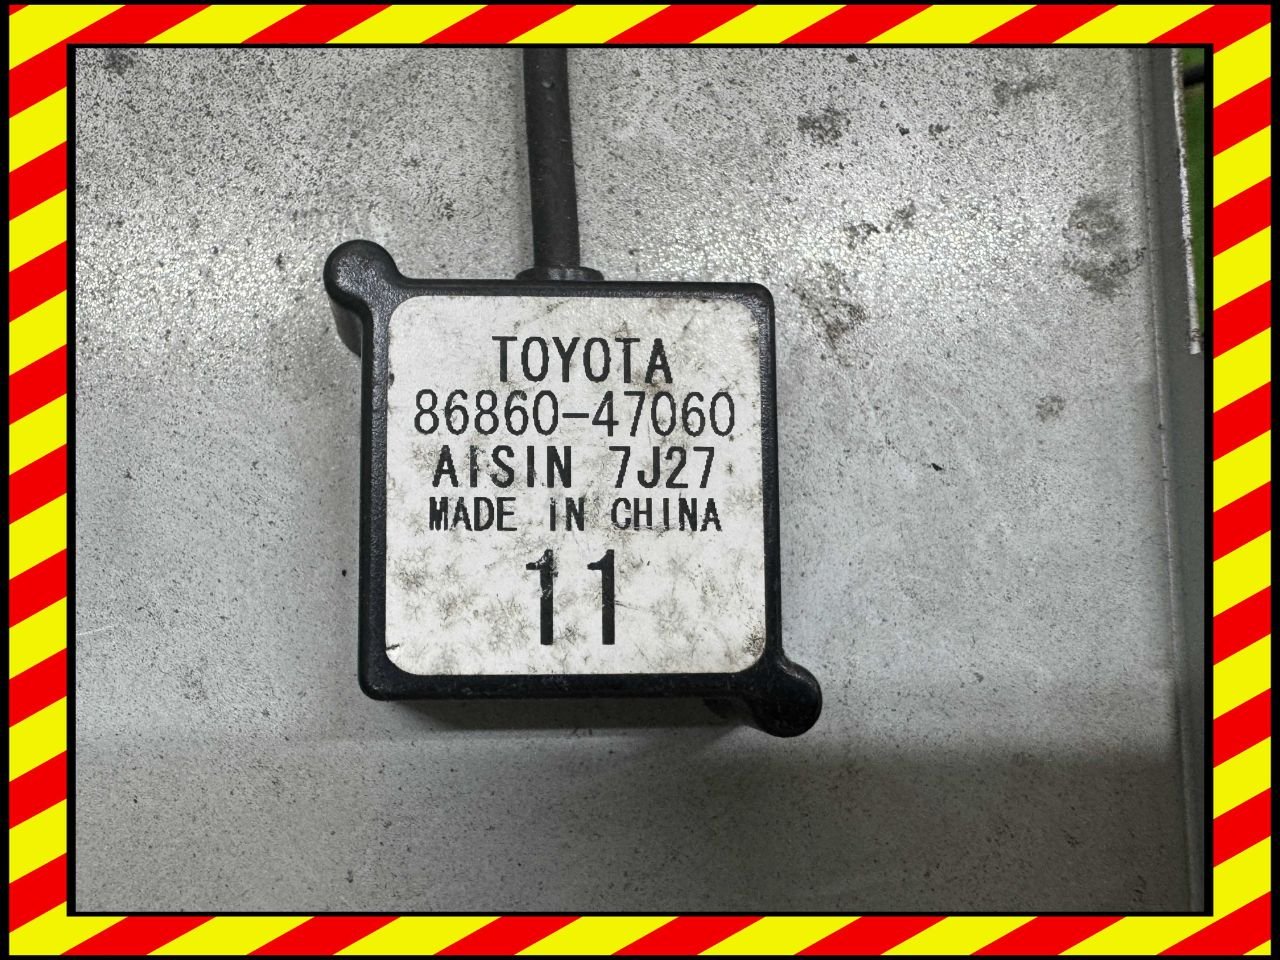 TOYOTA
86860-47060
AISIN 7J27
MADE IN CHINA
11